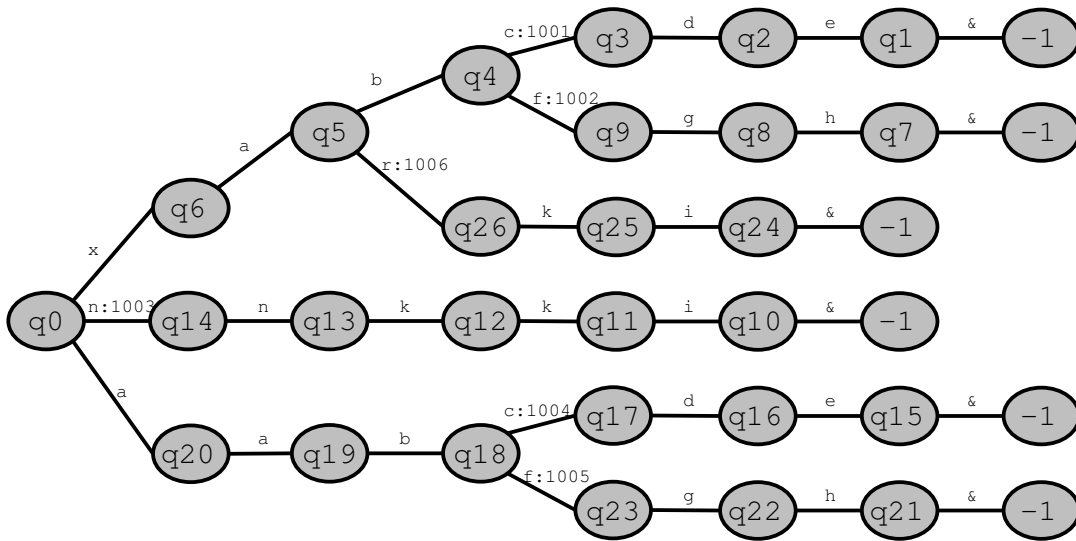 c:1001 q3 d q2 e q1 & −1
b q4
f:1002 q9 g q8 h q7 & −1
a q5
r:1006
q6 q26 k q25 i q24 & −1
x
q0 n:1003 q14 n q13 k q12 k q11 i q10 & −1
a
c:1004 q17 d q16 e q15 & −1
q20 a q19 b q18
f:1005 q23 g q22 h q21 & −1